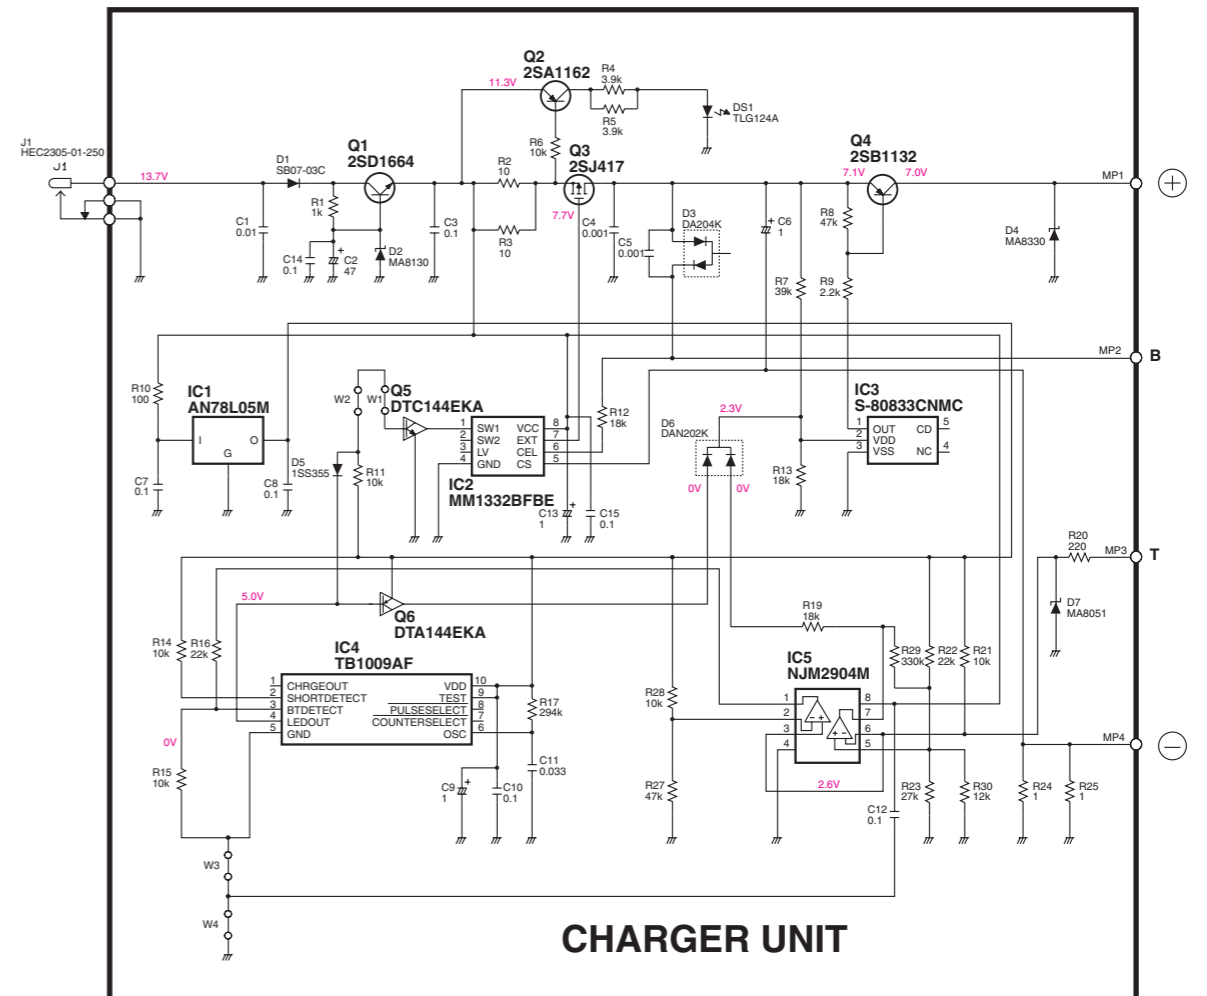 Q2
2SA1162
R4
3.9k
11.3V
DS1
TLG124A
R5
3.9k
J1
HEC2305-01-250
J1
Q1
2SD1664
R6
10k
Q3
2SJ417
Q4
2SB1132
D1
SB07-03C
R2
10
13.7V
7.1V
7.0V
MP1
+
R1
1k
7.7V
D3
DA204K
C1
0.01
C3
0.1
C4
0.001
C6
1
+
R8
47k
D4
MA8330
R3
10
C5
0.001
C14
0.1
+
C2
47
D2
MA8130
R7
39k
R9
2.2k
MP2
B
R10
100
IC1
AN78L05M
W2
W1
Q5
DTC144EKA
IC3
S-80833CNMC
2.3V
R12
18k
D6
DAN202K
I
O
G
1
2
3
4
SW1
SW2
LV
GND
VCC
EXT
CEL
CS
8
7
6
5
1
2
3
OUT
VDD
VSS
CD
NC
5
4
D5
1SS355
R11
10k
R13
18k
C7
0.1
C8
0.1
IC2
MM1332BFBE
0V
0V
C13
1
+
C15
0.1
R20
220
MP3
T
5.0V
Q6
DTA144EKA
R19
18k
D7
MA8051
R14
10k
R16
22k
IC4
TB1009AF
R29
330k
R22
22k
R21
10k
IC5
NJM2904M
1
2
3
4
5
CHRGEOUT
SHORTDETECT
BTDETECT
LEDOUT
GND
VDD
TEST
PULSESELECT
COUNTERSELECT
OSC
10
9
8
7
6
R17
294k
R28
10k
1
2
3
4
8
7
6
5
- +
+ -
0V
MP4
−
R15
10k
C9
1
+
C10
0.1
C11
0.033
R27
47k
2.6V
C12
0.1
R23
27k
R30
12k
R24
1
R25
1
W3
W4
CHARGER UNIT